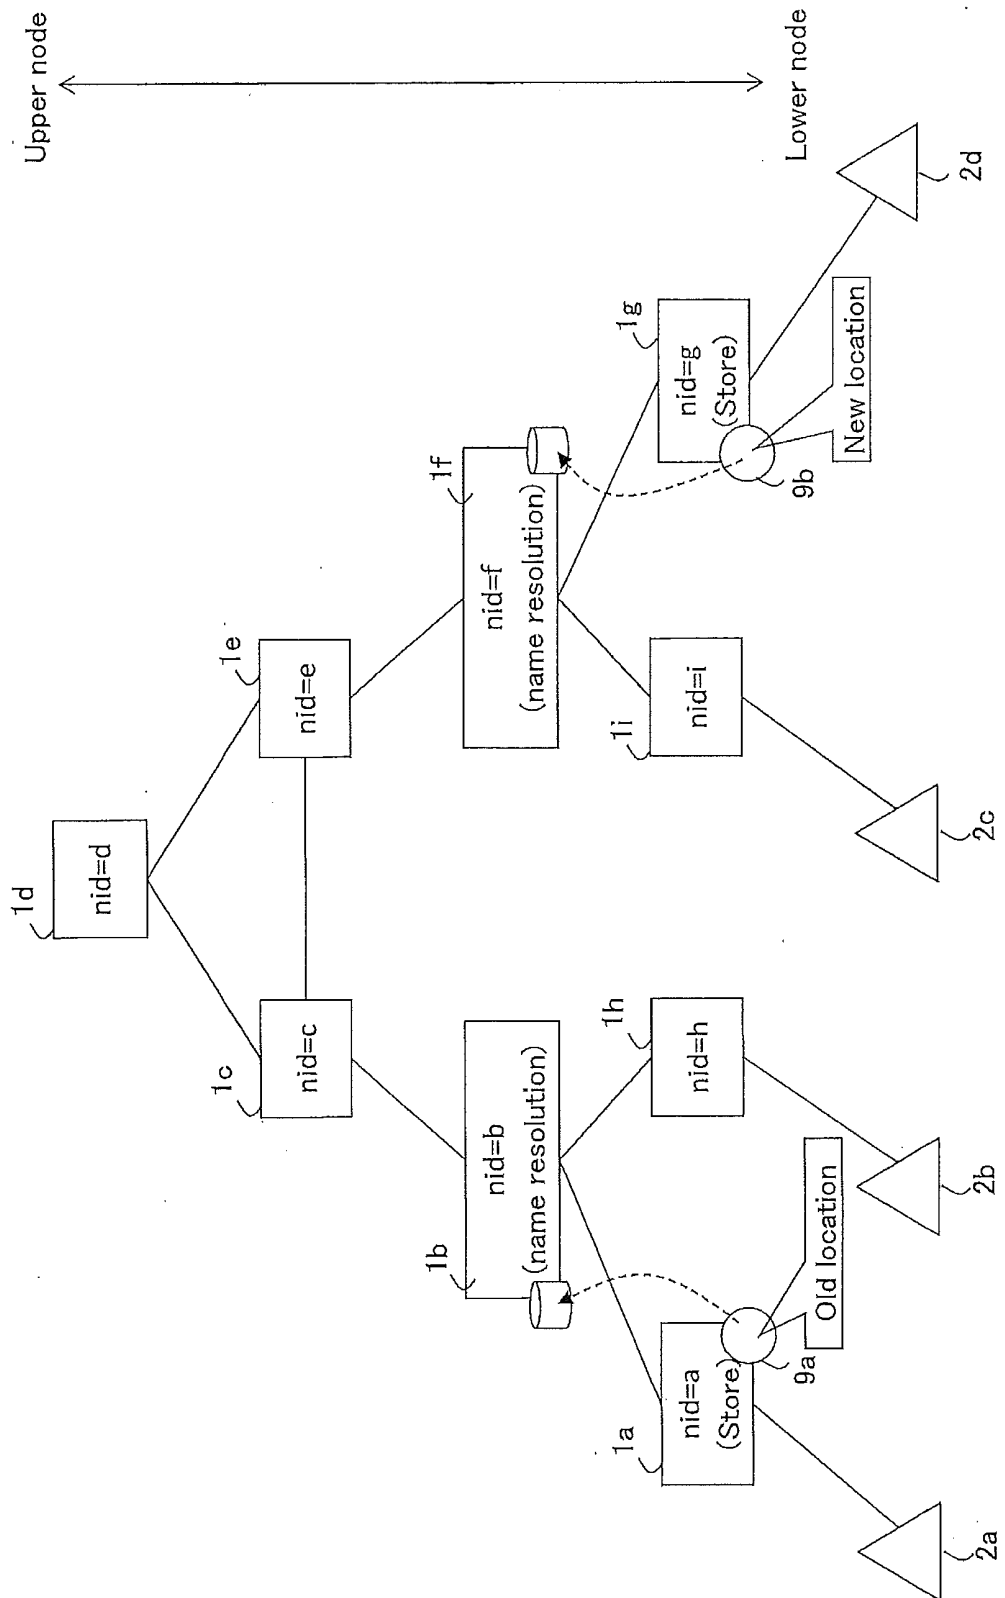 Upper node
Lower node
1d
nid=d
1c
nid=c
1e
nid=e
1b
nid=b
(name resolution)
1f
nid=f
(name resolution)
1a
nid=a
(Store)
1h
nid=h
1i
nid=i
1g
nid=g
(Store)
9a
Old location
9b
New location
2a
2b
2c
2d